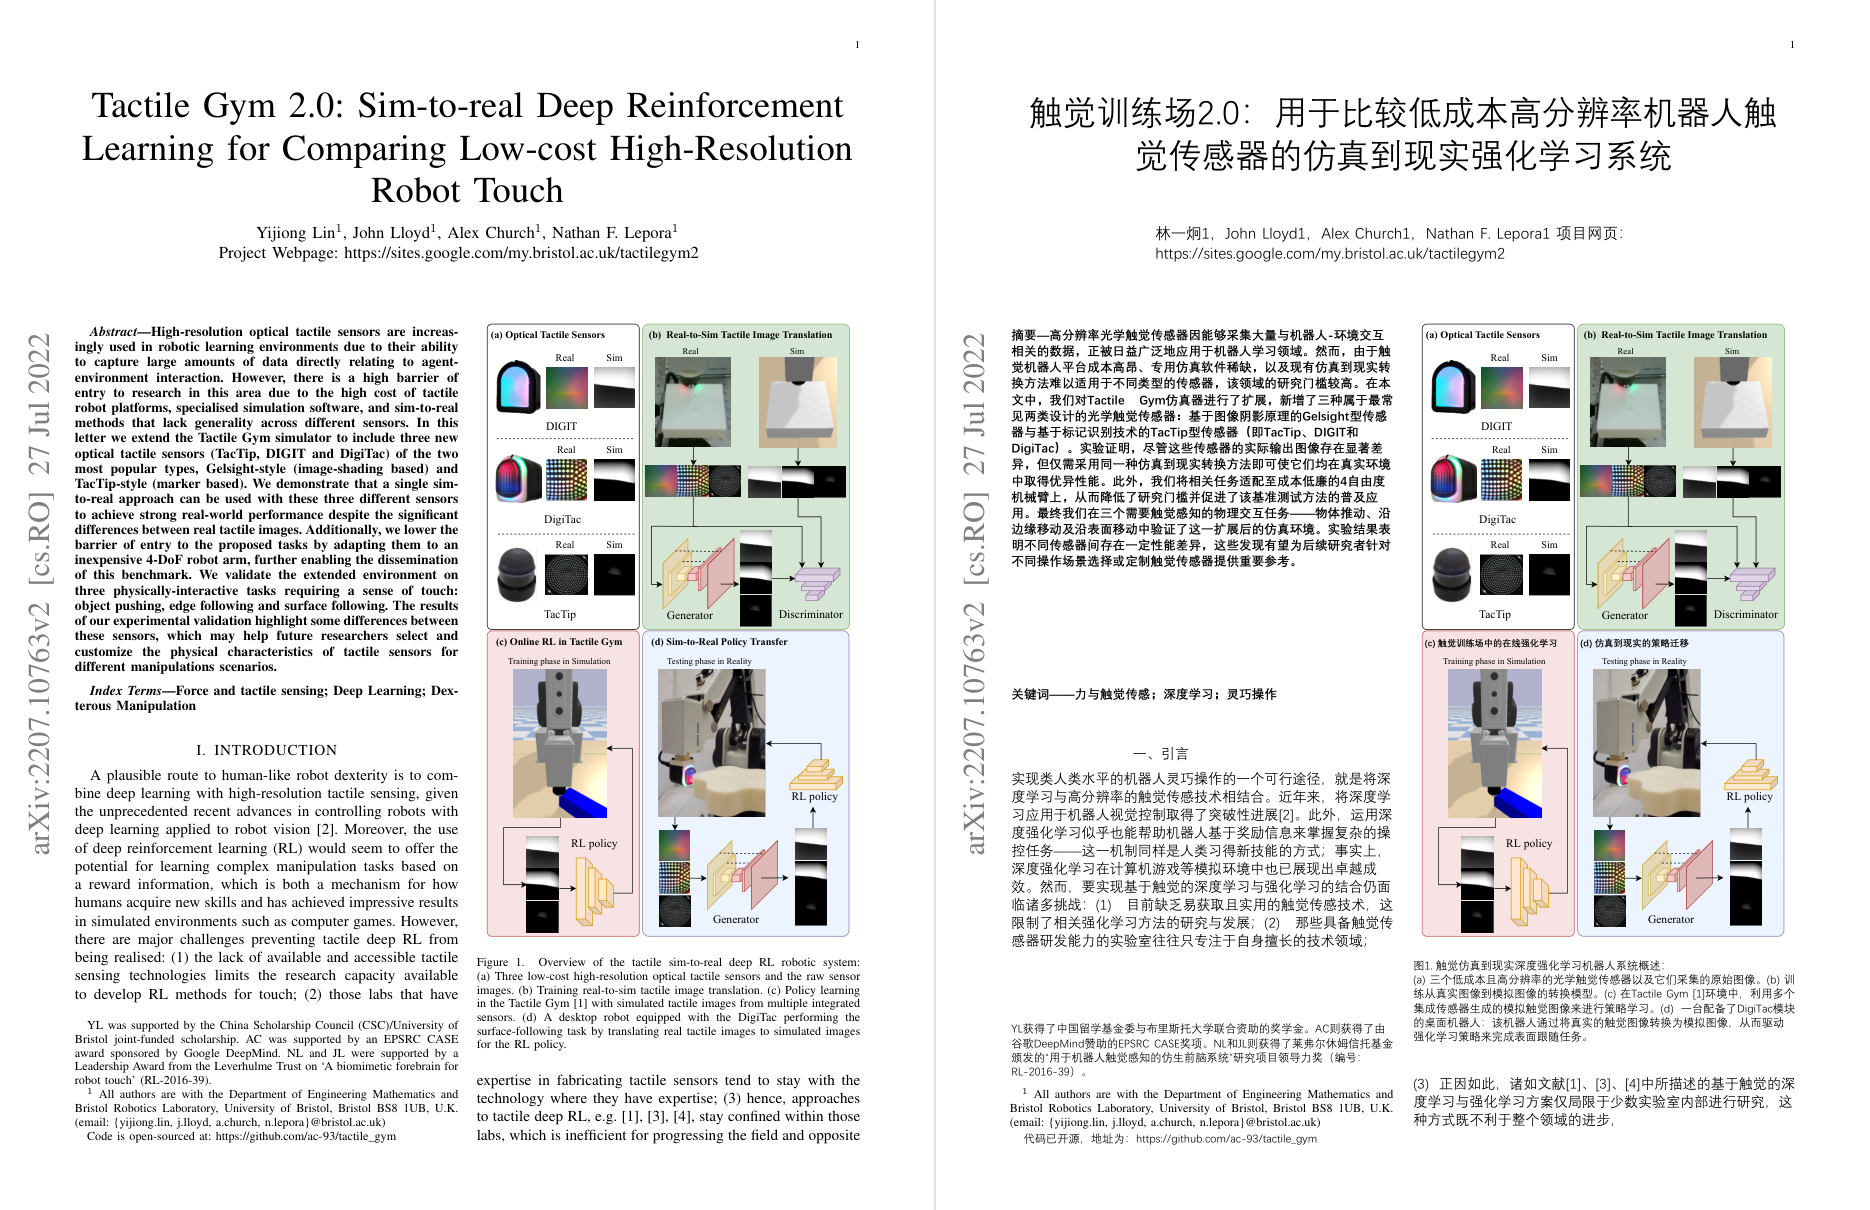 1
Tactile Gym 2.0: Sim-to-real Deep Reinforcement
Learning for Comparing Low-cost High-Resolution
Robot Touch
Yijiong Lin1, John Lloyd1, Alex Church1, Nathan F. Lepora1
Project Webpage: https://sites.google.com/my.bristol.ac.uk/tactilegym2
arXiv:2207.10763v2 [cs.RO] 27 Jul 2022
Abstract—High-resolution optical tactile sensors are increas-
ingly used in robotic learning environments due to their ability
to capture large amounts of data directly relating to agent-
environment interaction. However, there is a high barrier of
entry to research in this area due to the high cost of tactile
robot platforms, specialised simulation software, and sim-to-real
methods that lack generality across different sensors. In this
letter we extend the Tactile Gym simulator to include three new
optical tactile sensors (TacTip, DIGIT and DigiTac) of the two
most popular types, Gelsight-style (image-shading based) and
TacTip-style (marker based). We demonstrate that a single sim-
to-real approach can be used with these three different sensors
to achieve strong real-world performance despite the significant
differences between real tactile images. Additionally, we lower the
barrier of entry to the proposed tasks by adapting them to an
inexpensive 4-DoF robot arm, further enabling the dissemination
of this benchmark. We validate the extended environment on
three physically-interactive tasks requiring a sense of touch:
object pushing, edge following and surface following. The results
of our experimental validation highlight some differences between
these sensors, which may help future researchers select and
customize the physical characteristics of tactile sensors for
different manipulations scenarios.
Index Terms—Force and tactile sensing; Deep Learning; Dex-
terous Manipulation
I. INTRODUCTION
A plausible route to human-like robot dexterity is to com-
bine deep learning with high-resolution tactile sensing, given
the unprecedented recent advances in controlling robots with
deep learning applied to robot vision [2]. Moreover, the use
of deep reinforcement learning (RL) would seem to offer the
potential for learning complex manipulation tasks based on
a reward information, which is both a mechanism for how
humans acquire new skills and has achieved impressive results
in simulated environments such as computer games. However,
there are major challenges preventing tactile deep RL from
being realised: (1) the lack of available and accessible tactile
sensing technologies limits the research capacity available
to develop RL methods for touch; (2) those labs that have
YL was supported by the China Scholarship Council (CSC)/University of
Bristol joint-funded scholarship. AC was supported by an EPSRC CASE
award sponsored by Google DeepMind. NL and JL were supported by a
Leadership Award from the Leverhulme Trust on ‘A biomimetic forebrain for
robot touch’ (RL-2016-39).
1 All authors are with the Department of Engineering Mathematics and
Bristol Robotics Laboratory, University of Bristol, Bristol BS8 1UB, U.K.
(email: {yijiong.lin, j.lloyd, a.church, n.lepora}@bristol.ac.uk)
Code is open-sourced at: https://github.com/ac-93/tactile_gym
(a) Optical Tactile Sensors
Real Sim
DIGIT
Real Sim
DigiTac
Real Sim
TacTip
(b) Real-to-Sim Tactile Image Translation
Real Sim
Generator Discriminator
(c) Online RL in Tactile Gym
Training phase in Simulation
RL policy
(d) Sim-to-Real Policy Transfer
Testing phase in Reality
RL policy
Generator
Figure 1. Overview of the tactile sim-to-real deep RL robotic system:
(a) Three low-cost high-resolution optical tactile sensors and the raw sensor
images. (b) Training real-to-sim tactile image translation. (c) Policy learning
in the Tactile Gym [1] with simulated tactile images from multiple integrated
sensors. (d) A desktop robot equipped with the DigiTac performing the
surface-following task by translating real tactile images to simulated images
for the RL policy.
expertise in fabricating tactile sensors tend to stay with the
technology where they have expertise; (3) hence, approaches
to tactile deep RL, e.g. [1], [3], [4], stay confined within those
labs, which is inefficient for progressing the field and opposite
1
触觉训练场2.0：用于比较低成本高分辨率机器人触
觉传感器的仿真到现实强化学习系统
林一炯1，John Lloyd1，Alex Church1，Nathan F. Lepora1 项目网页：
https://sites.google.com/my.bristol.ac.uk/tactilegym2
arXiv:2207.10763v2 [cs.RO] 27 Jul 2022
摘要—高分辨率光学触觉传感器因能够采集大量与机器人-环境交互
相关的数据，正被日益广泛地应用于机器人学习领域。然而，由于触
觉机器人平台成本高昂、专用仿真软件稀缺，以及现有仿真到现实转
换方法难以适用于不同类型的传感器，该领域的研究门槛较高。在本
文中，我们对Tactile Gym仿真器进行了扩展，新增了三种属于最常
见两类设计的光学触觉传感器：基于图像阴影原理的Gelsight型传感
器与基于标记识别技术的TacTip型传感器（即TacTip、DIGIT和
DigiTac）。实验证明，尽管这些传感器的实际输出图像存在显著差
异，但仅需采用同一种仿真到现实转换方法即可使它们均在真实环境
中取得优异性能。此外，我们将相关任务适配至成本低廉的4自由度
机械臂上，从而降低了研究门槛并促进了该基准测试方法的普及应
用。最终我们在三个需要触觉感知的物理交互任务——物体推动、沿
边缘移动及沿表面移动中验证了这一扩展后的仿真环境。实验结果表
明不同传感器间存在一定性能差异，这些发现有望为后续研究者针对
不同操作场景选择或定制触觉传感器提供重要参考。
关键词——力与触觉传感；深度学习；灵巧操作
一、引言
实现类人类水平的机器人灵巧操作的一个可行途径，就是将深
度学习与高分辨率的触觉传感技术相结合。近年来，将深度学
习应用于机器人视觉控制取得了突破性进展[2]。此外，运用深
度强化学习似乎也能帮助机器人基于奖励信息来掌握复杂的操
控任务——这一机制同样是人类习得新技能的方式；事实上，
深度强化学习在计算机游戏等模拟环境中也已展现出卓越成
效。然而，要实现基于触觉的深度学习与强化学习的结合仍面
临诸多挑战：(1) 目前缺乏易获取且实用的触觉传感技术，这
限制了相关强化学习方法的研究与发展；(2) 那些具备触觉传
感器研发能力的实验室往往只专注于自身擅长的技术领域；
YL获得了中国留学基金委与布里斯托大学联合资助的奖学金。AC则获得了由
谷歌DeepMind赞助的EPSRC CASE奖项。NL和JL则获得了莱弗尔休姆信托基金
颁发的“用于机器人触觉感知的仿生前脑系统”研究项目领导力奖（编号：
RL-2016-39）。
1 All authors are with the Department of Engineering Mathematics and
Bristol Robotics Laboratory, University of Bristol, Bristol BS8 1UB, U.K.
(email: {yijiong.lin, j.lloyd, a.church, n.lepora}@bristol.ac.uk)
代码已开源，地址为：https://github.com/ac-93/tactile_gym
(a) Optical Tactile Sensors
Real Sim
DIGIT
Real Sim
DigiTac
Real Sim
TacTip
(b) Real-to-Sim Tactile Image Translation
Real Sim
Generator Discriminator
(c) 触觉训练场中的在线强化学习
Training phase in Simulation
RL policy
(d) 仿真到现实的策略迁移
Testing phase in Reality
RL policy
Generator
图1. 触觉仿真到现实深度强化学习机器人系统概述：
(a) 三个低成本且高分辨率的光学触觉传感器以及它们采集的原始图像。(b) 训
练从真实图像到模拟图像的转换模型。(c) 在Tactile Gym [1]环境中，利用多个
集成传感器生成的模拟触觉图像来进行策略学习。(d) 一台配备了DigiTac模块
的桌面机器人：该机器人通过将真实的触觉图像转换为模拟图像，从而驱动
强化学习策略来完成表面跟随任务。
(3) 正因如此，诸如文献[1]、[3]、[4]中所描述的基于触觉的深
度学习与强化学习方案仅局限于少数实验室内部进行研究，这
种方式既不利于整个领域的进步，